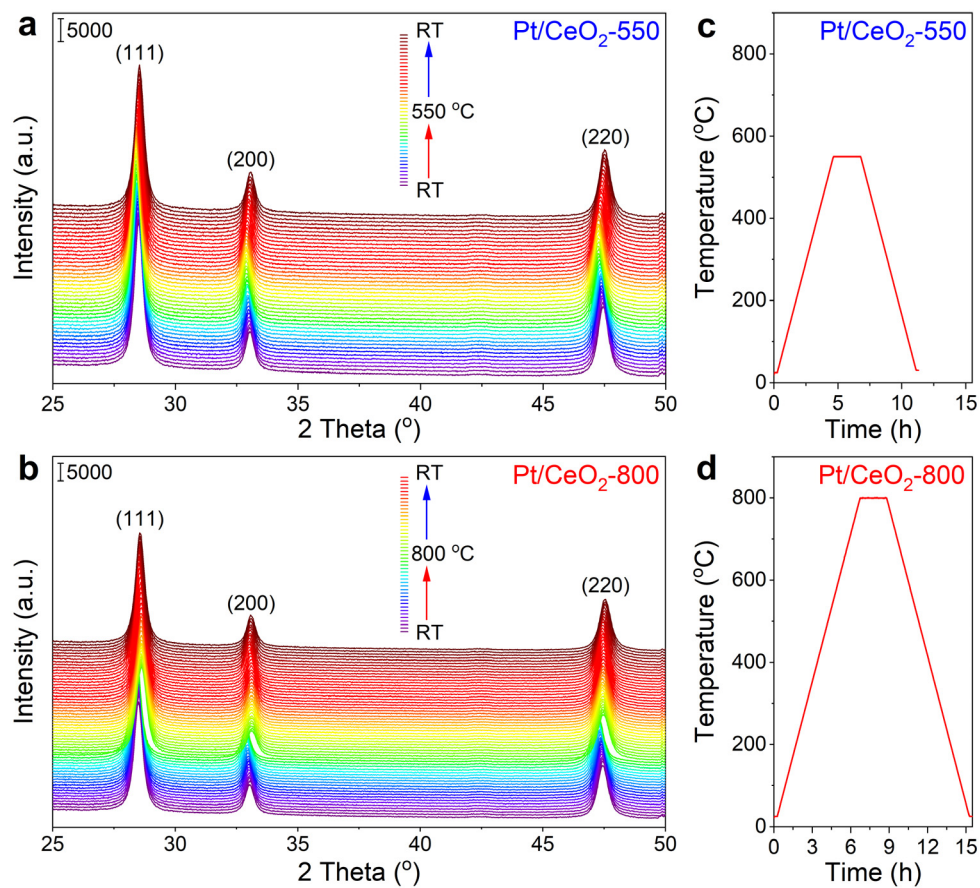 a
5000
Pt/CeO₂-550
(111)
(200)
(220)
RT
550 °C
RT
Intensity (a.u.)
25 30 35 40 45 50
2 Theta (°)
c
Pt/CeO₂-550
Temperature (°C)
800
600
400
200
0
0 5 10 15
Time (h)
b
5000
Pt/CeO₂-800
(111)
(200)
(220)
RT
800 °C
RT
Intensity (a.u.)
25 30 35 40 45 50
2 Theta (°)
d
Pt/CeO₂-800
Temperature (°C)
800
600
400
200
0
0 3 6 9 12 15
Time (h)